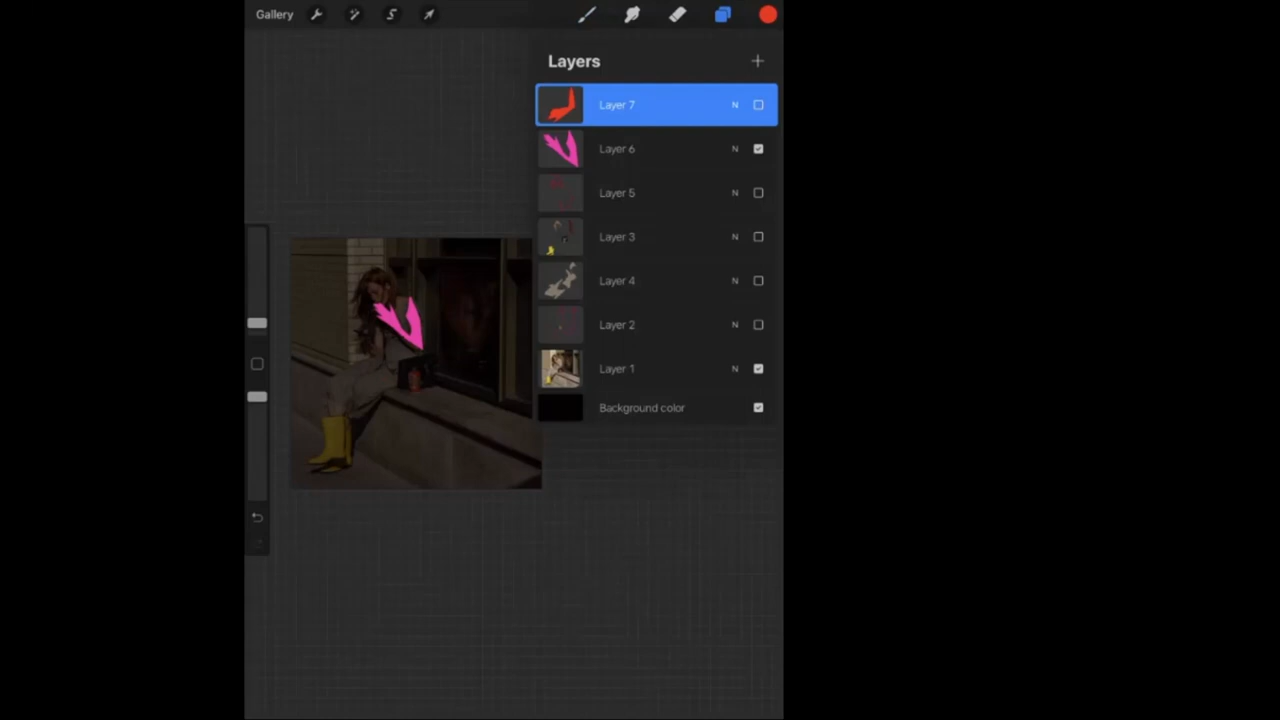 Gallery
Layers
Layer 7 N
Layer 6 N
Layer 5 N
Layer 3 N
Layer 4 N
Layer 2 N
Layer 1 N
Background color